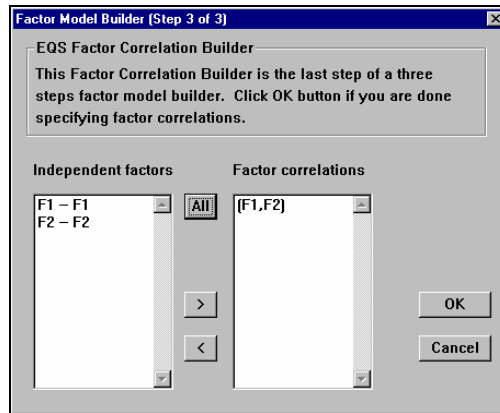 Factor Model Builder (Step 3 of 3)
EQS Factor Correlation Builder
This Factor Correlation Builder is the last step of a three
steps factor model builder. Click OK button if you are done
specifying factor correlations.
Independent factors
Factor correlations
F1 – F1
F2 – F2
All
(F1,F2)
>
<
OK
Cancel